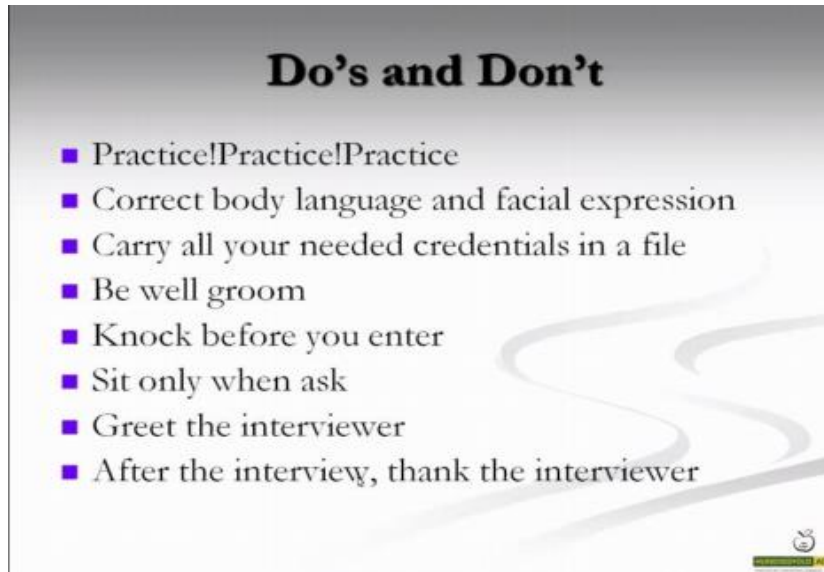 Do's and Don't
Practice!Practice!Practice
Correct body language and facial expression
Carry all your needed credentials in a file
Be well groom
Knock before you enter
Sit only when ask
Greet the interviewer
After the interview, thank the interviewer